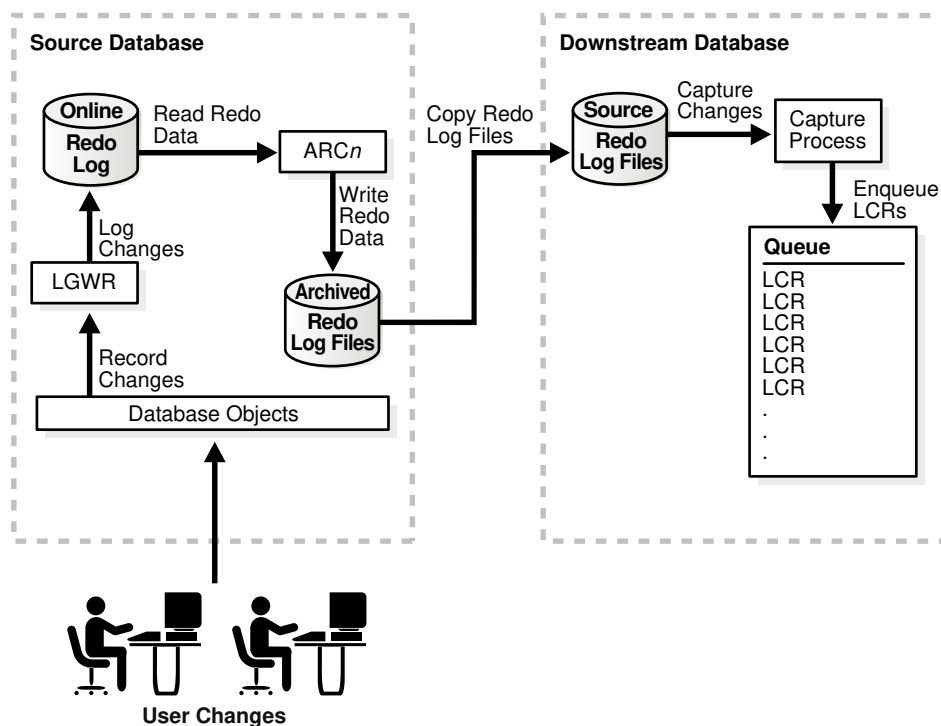 Source Database
Online
Redo
Log
Read Redo
Data
ARCn
Write
Redo
Data
Archived
Redo
Log Files
Log
Changes
LGWR
Record
Changes
Database Objects
User Changes
Copy Redo
Log Files
Downstream Database
Source
Redo
Log Files
Capture
Changes
Capture
Process
Enqueue
LCRs
Queue
LCR
LCR
LCR
LCR
LCR
LCR
.
.
.